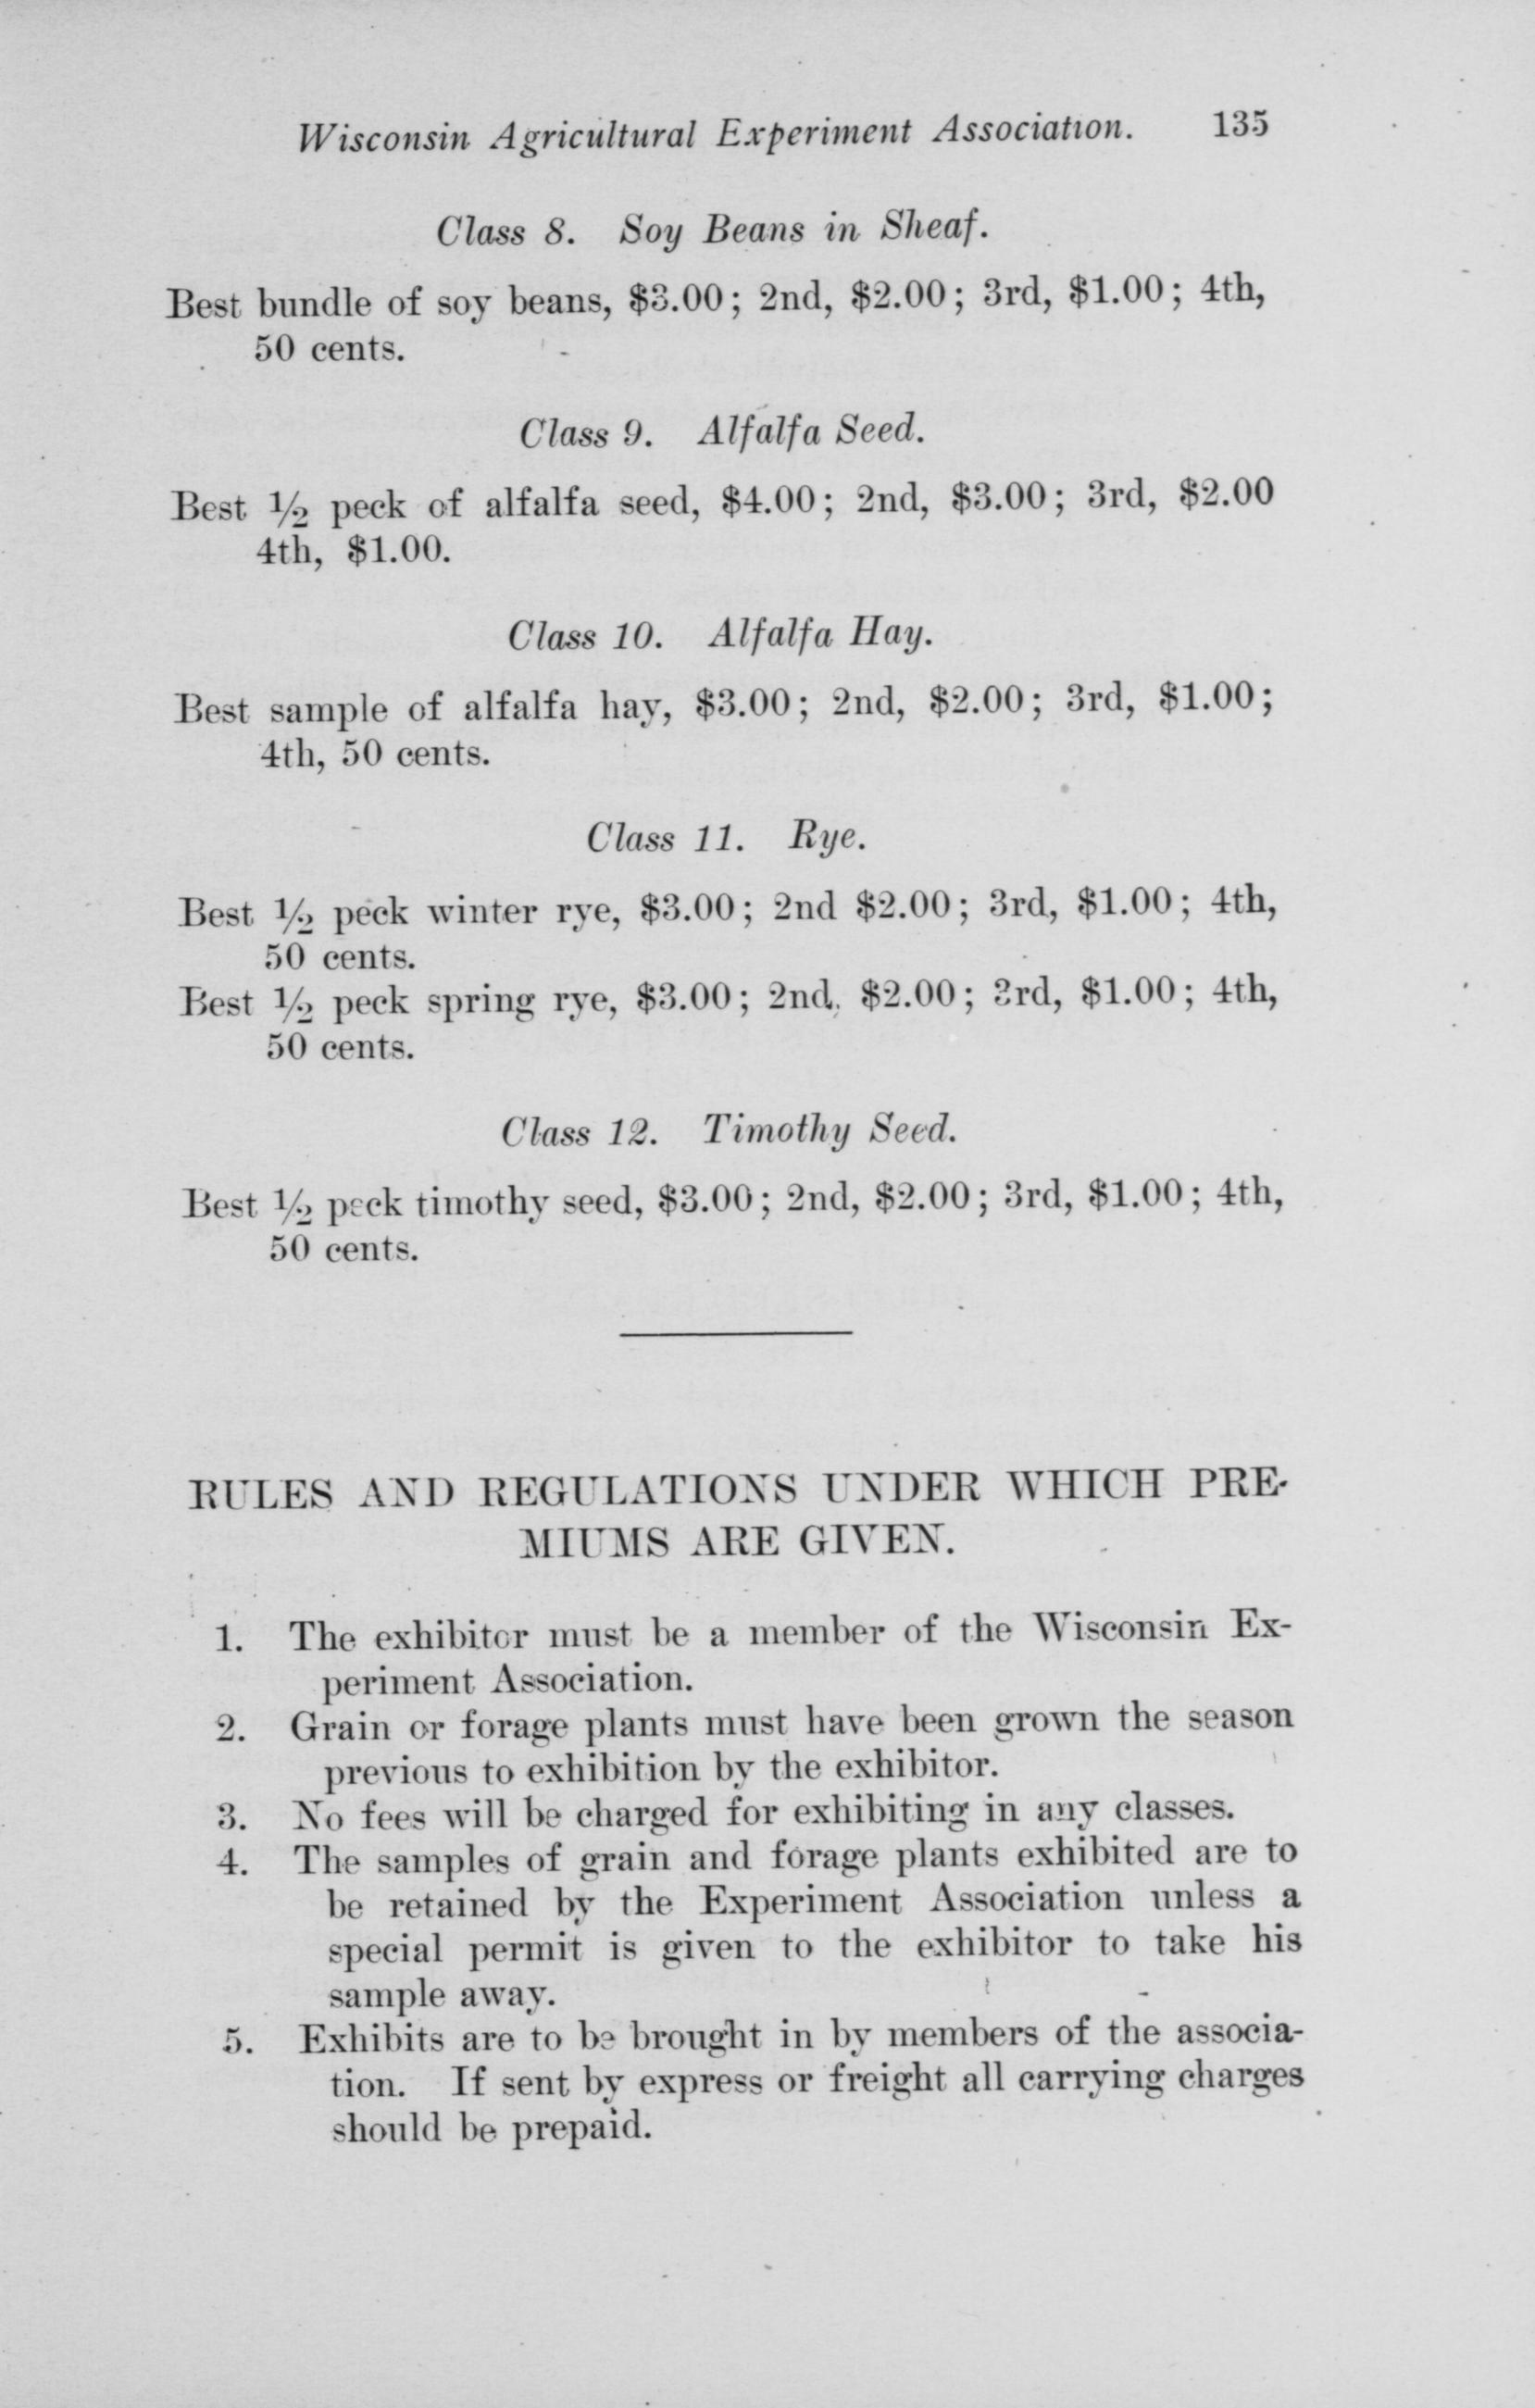 Wisconsin Agricultural Experiment Association. 135
Class 8. Soy Beans in Sheaf.
Best bundle of soy beans, $3.00; 2nd, $2.00; 3rd, $1.00; 4th,
50 cents.
Class 9. Alfalfa Seed.
Best ½ peck of alfalfa seed, $4.00; 2nd, $3.00; 3rd, $2.00
4th, $1.00.
Class 10. Alfalfa Hay.
Best sample of alfalfa hay, $3.00; 2nd, $2.00; 3rd, $1.00;
4th, 50 cents.
Class 11. Rye.
Best ½ peck winter rye, $3.00; 2nd $2.00; 3rd, $1.00; 4th,
50 cents.
Best ½ peck spring rye, $3.00; 2nd, $2.00; 3rd, $1.00; 4th,
50 cents.
Class 12. Timothy Seed.
Best ½ peck timothy seed, $3.00; 2nd, $2.00; 3rd, $1.00; 4th,
50 cents.
RULES AND REGULATIONS UNDER WHICH PRE-
MIUMS ARE GIVEN.
1. The exhibitor must be a member of the Wisconsin Ex-
periment Association.
2. Grain or forage plants must have been grown the season
previous to exhibition by the exhibitor.
3. No fees will be charged for exhibiting in any classes.
4. The samples of grain and forage plants exhibited are to
be retained by the Experiment Association unless a
special permit is given to the exhibitor to take his
sample away.
5. Exhibits are to be brought in by members of the associa-
tion. If sent by express or freight all carrying charges
should be prepaid.